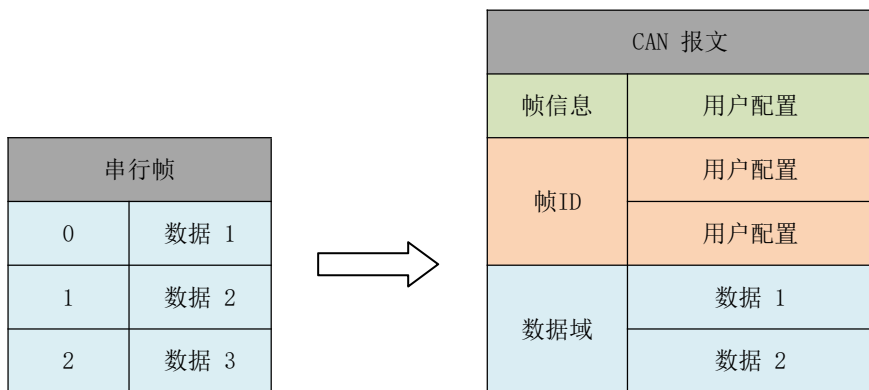 CAN 报文
帧信息 用户配置
串行帧
帧ID 用户配置
用户配置
0 数据 1
1 数据 2
2 数据 3
数据域 数据 1
数据 2